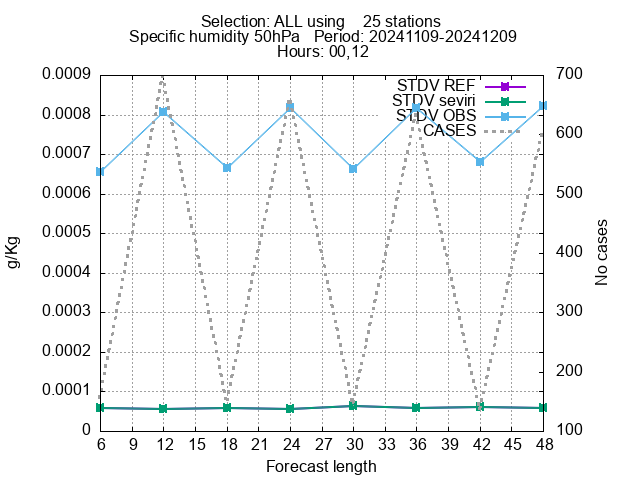 Selection: ALL using    25 stations
Specific humidity 50hPa   Period: 20241109-20241209
Hours: 00,12
STDV REF
STDV seviri
STDV OBS
CASES
0.0009
0.0008
0.0007
0.0006
0.0005
0.0004
0.0003
0.0002
0.0001
0
g/Kg
700
600
500
400
300
200
100
No cases
6 9 12 15 18 21 24 27 30 33 36 39 42 45 48
Forecast length